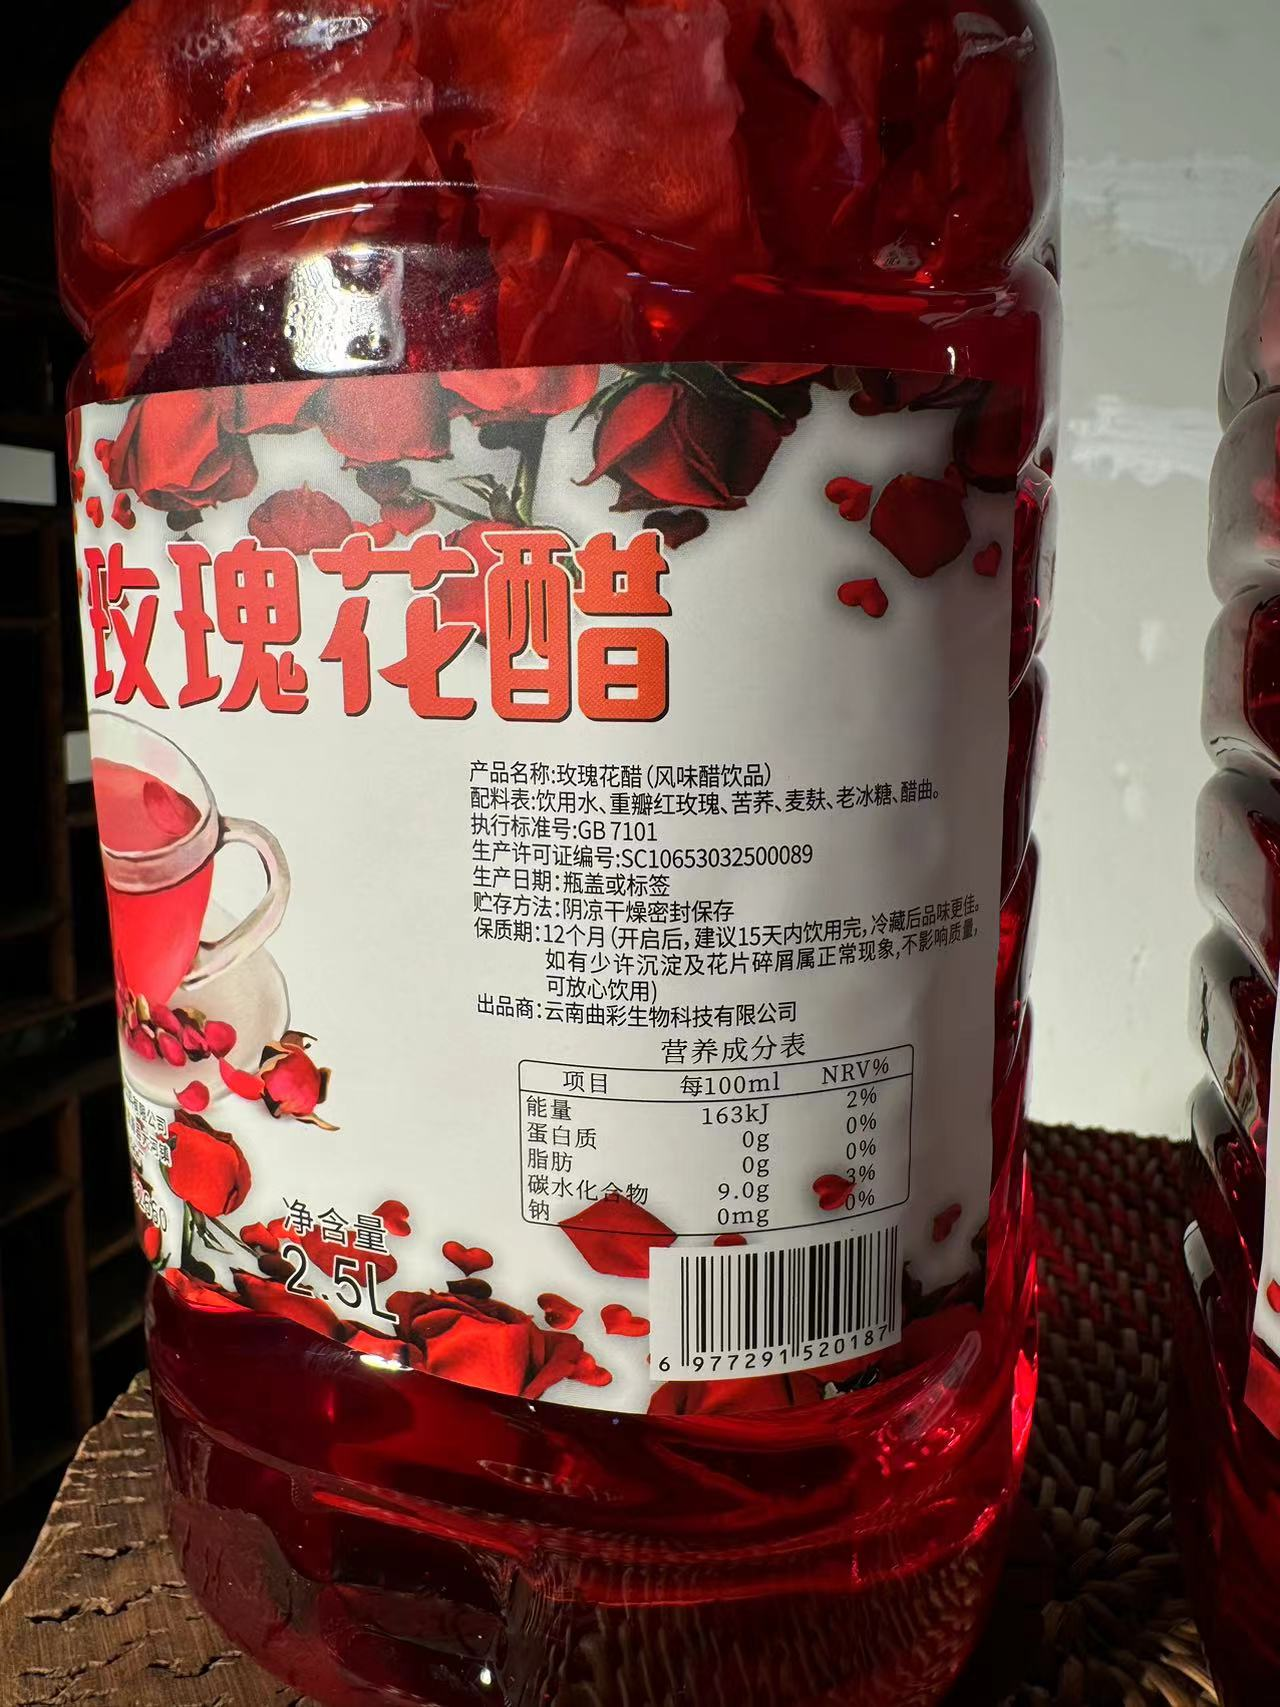 玫瑰花醋
产品名称:玫瑰花醋(风味醋饮品)
配料表:饮用水、重瓣红玫瑰、苦荞、麦麸、老冰糖、醋曲。
执行标准号:GB 7101
生产许可证编号:SC10653032500089
生产日期:瓶盖或标签
贮存方法:阴凉干燥密封保存
保质期:12个月(开启后,建议15天内饮用完,冷藏后品味更佳。
如有少许沉淀及花片碎屑属正常现象,不影响质量,
可放心饮用)
出品商:云南曲彩生物科技有限公司
营养成分表
项目 每100ml NRV%
能量 163kJ 2%
蛋白质 0g 0%
脂肪 0g 0%
碳水化合物 9.0g 3%
钠 0mg 0%
限公司
净含量
2.5L
6 977291 520187